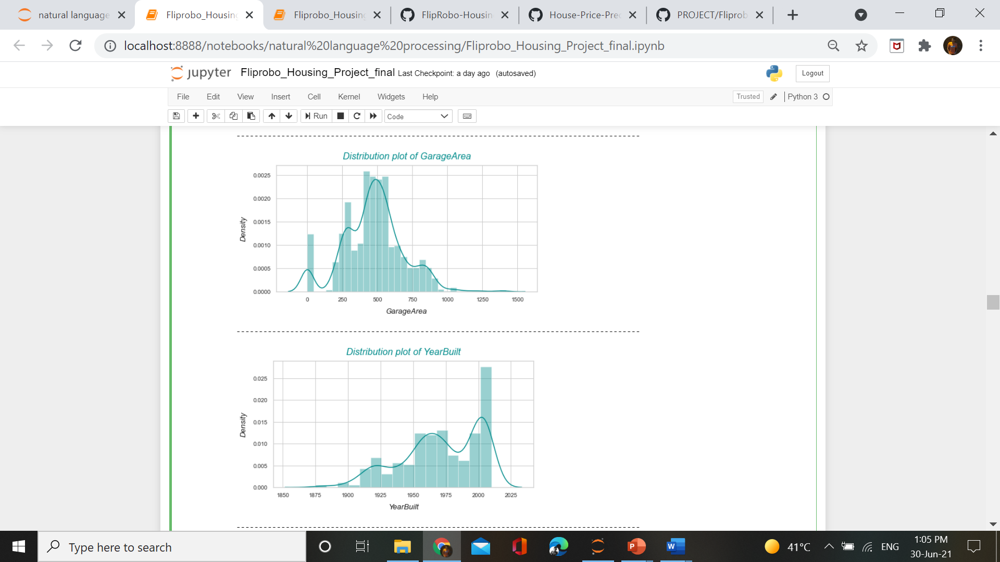 natural language
Fliprobo_Housing
Fliprobo_Housing
FlipRobo-Housin
House-Price-Pre
PROJECT/Fliprob
localhost:8888/notebooks/natural%20language%20processing/Fliprobo_Housing_Project_final.ipynb
jupyter Fliprobo_Housing_Project_final Last Checkpoint: a day ago (autosaved)
Logout
File Edit View Insert Cell Kernel Widgets Help
Trusted Python 3
Run Code
Distribution plot of GarageArea
0.0025
0.0020
0.0015
0.0010
0.0005
0.0000
Density
0 250 500 750 1000 1250 1500
GarageArea
Distribution plot of YearBuilt
0.025
0.020
0.015
0.010
0.005
0.000
Density
1850 1875 1900 1925 1950 1975 2000 2025
YearBuilt
Type here to search
P
W
41°C
ENG
1:05 PM
30-Jun-21